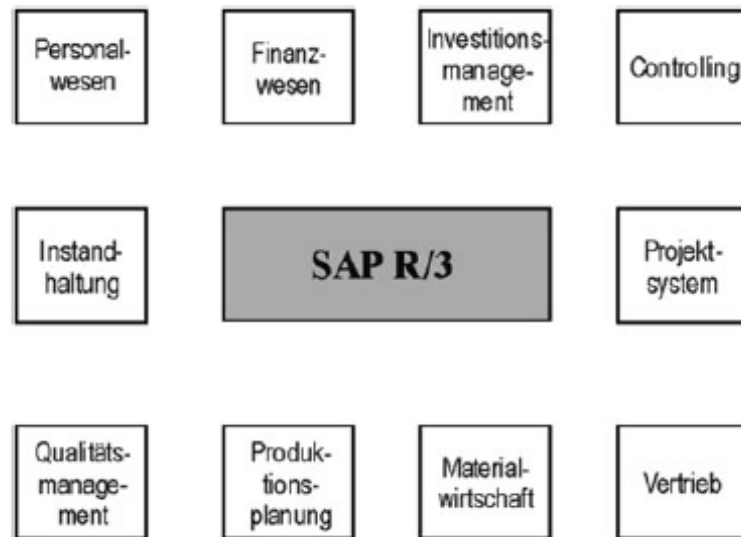 Personal-
wesen
Finanz-
wesen
Investitions-
manage-
ment
Controlling
Instand-
haltung
SAP R/3
Projekt-
system
Qualitäts-
manage-
ment
Produk-
tions-
planung
Material-
wirtschaft
Vertrieb